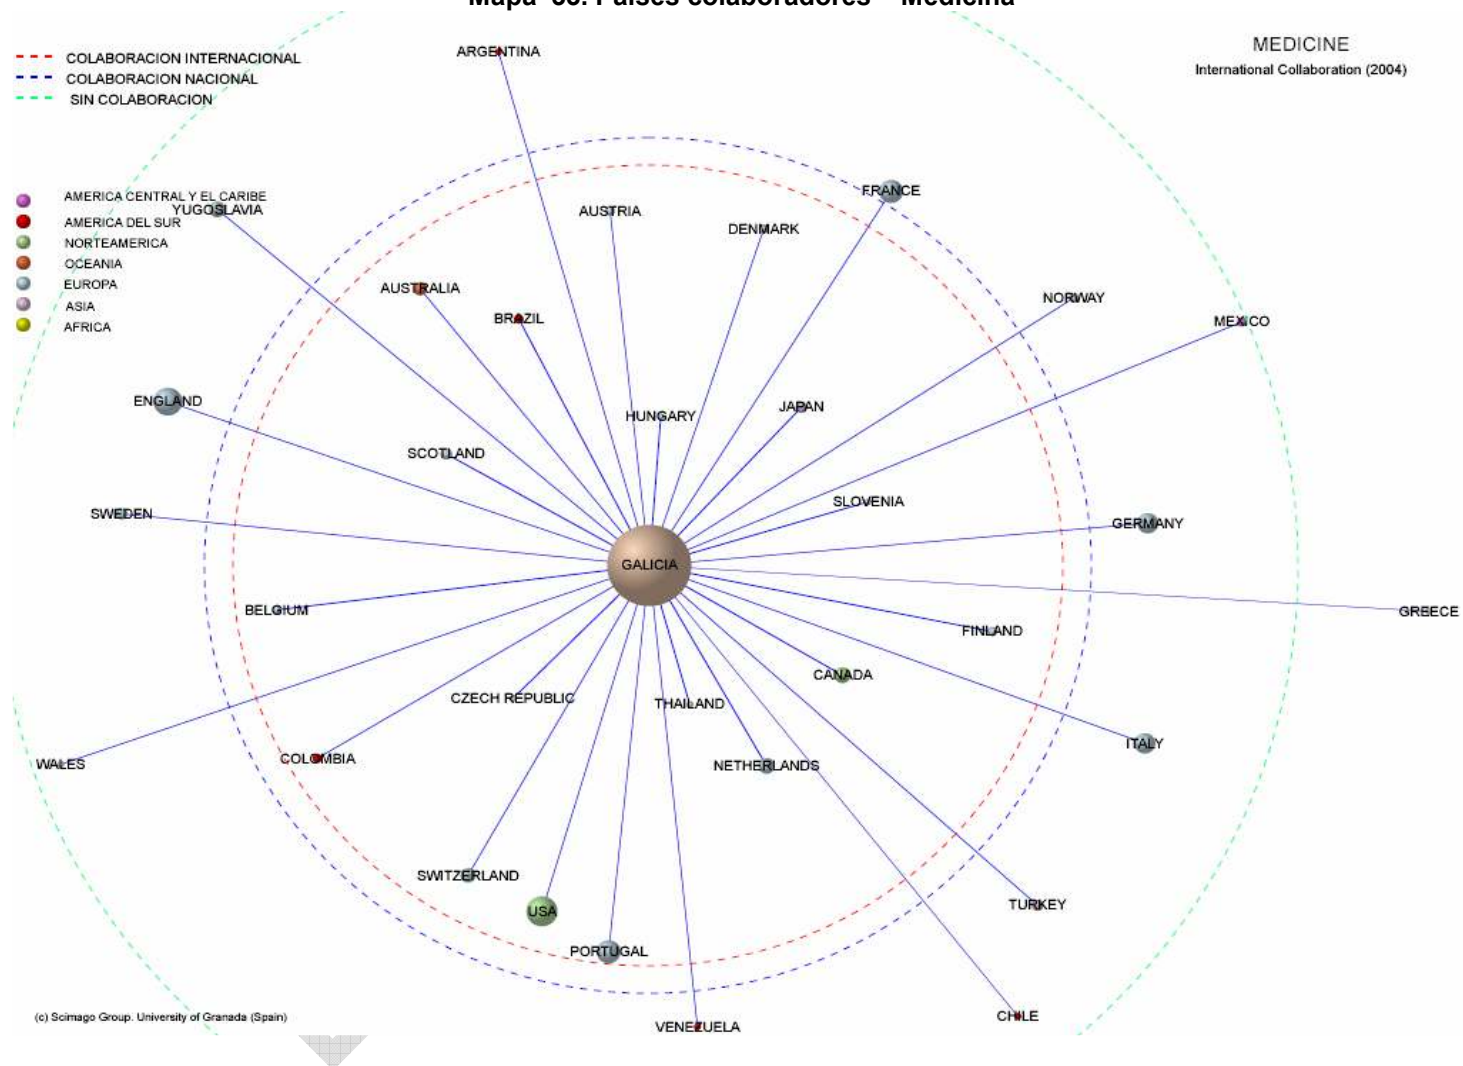 Mapa 33. Países colaboradores – Medicina
ARGENTINA
MEDICINE
International Collaboration (2004)
COLABORACION INTERNACIONAL
COLABORACION NACIONAL
SIN COLABORACION
AMERICA CENTRAL Y EL CARIBE
AMERICA DEL SUR
NORTEAMERICA
OCEANIA
EUROPA
ASIA
AFRICA
YUGOSLAVIA
AUSTRIA
DENMARK
FRANCE
AUSTRALIA
BRAZIL
NORWAY
MEXICO
ENGLAND
HUNGARY
JAPAN
SCOTLAND
SLOVENIA
SWEDEN
GERMANY
GALICIA
BELGIUM
GREECE
FINLAND
CANADA
CZECH REPUBLIC
THAILAND
ITALY
WALES
COLOMBIA
NETHERLANDS
SWITZERLAND
USA
TURKEY
PORTUGAL
(c) Scimago Group. University of Granada (Spain)
VENEZUELA
CHILE